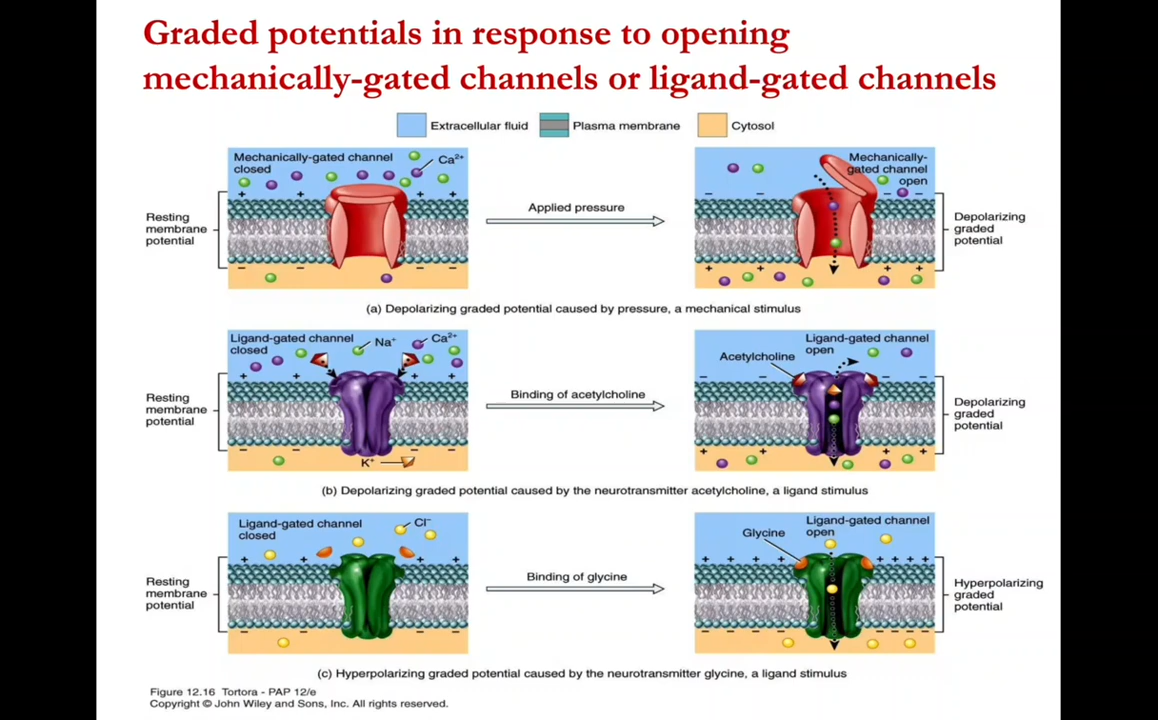 Graded potentials in response to opening
mechanically-gated channels or ligand-gated channels
Extracellular fluid
Plasma membrane
Cytosol
Mechanically-gated channel
closed
Ca²⁺
Resting
membrane
potential
Applied pressure
Mechanically-
gated channel
open
Depolarizing
graded
potential
(a) Depolarizing graded potential caused by pressure, a mechanical stimulus
Ligand-gated channel
closed
Na⁺
Ca²⁺
K⁺
Resting
membrane
potential
Binding of acetylcholine
Acetylcholine
Ligand-gated channel
open
Depolarizing
graded
potential
(b) Depolarizing graded potential caused by the neurotransmitter acetylcholine, a ligand stimulus
Ligand-gated channel
closed
Cl⁻
Resting
membrane
potential
Binding of glycine
Glycine
Ligand-gated channel
open
Hyperpolarizing
graded
potential
(c) Hyperpolarizing graded potential caused by the neurotransmitter glycine, a ligand stimulus
Figure 12.16 Tortora - PAP 12/e
Copyright © John Wiley and Sons, Inc. All rights reserved.